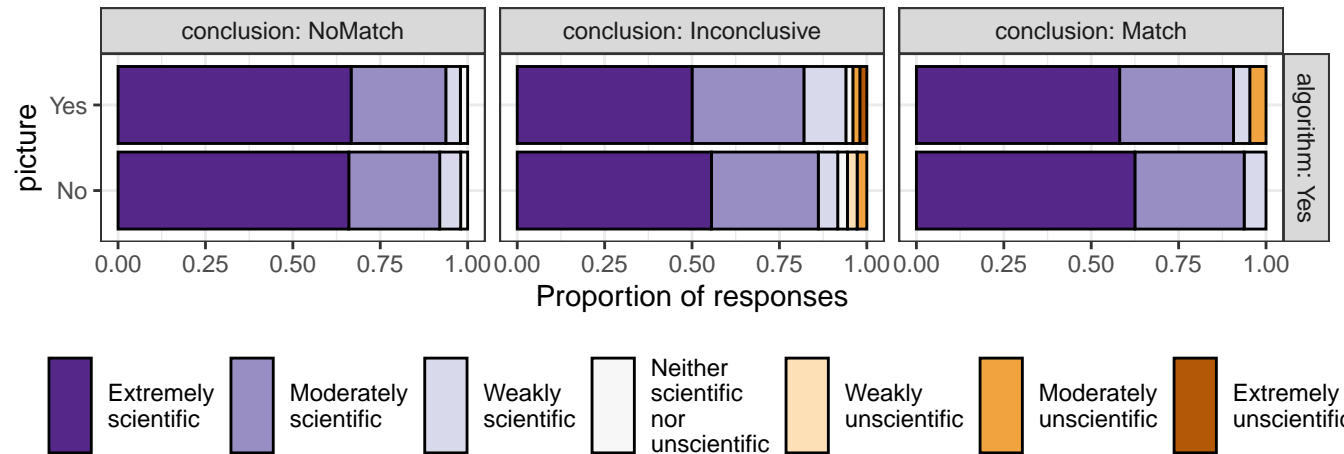 conclusion: NoMatch
conclusion: Inconclusive
conclusion: Match
picture
Yes
No
algorithm: Yes
0.00 0.25 0.50 0.75 1.00 0.00 0.25 0.50 0.75 1.00 0.00 0.25 0.50 0.75 1.00
Proportion of responses
Extremely
scientific
Moderately
scientific
Weakly
scientific
Neither
scientific
nor
unscientific
Weakly
unscientific
Moderately
unscientific
Extremely
unscientific